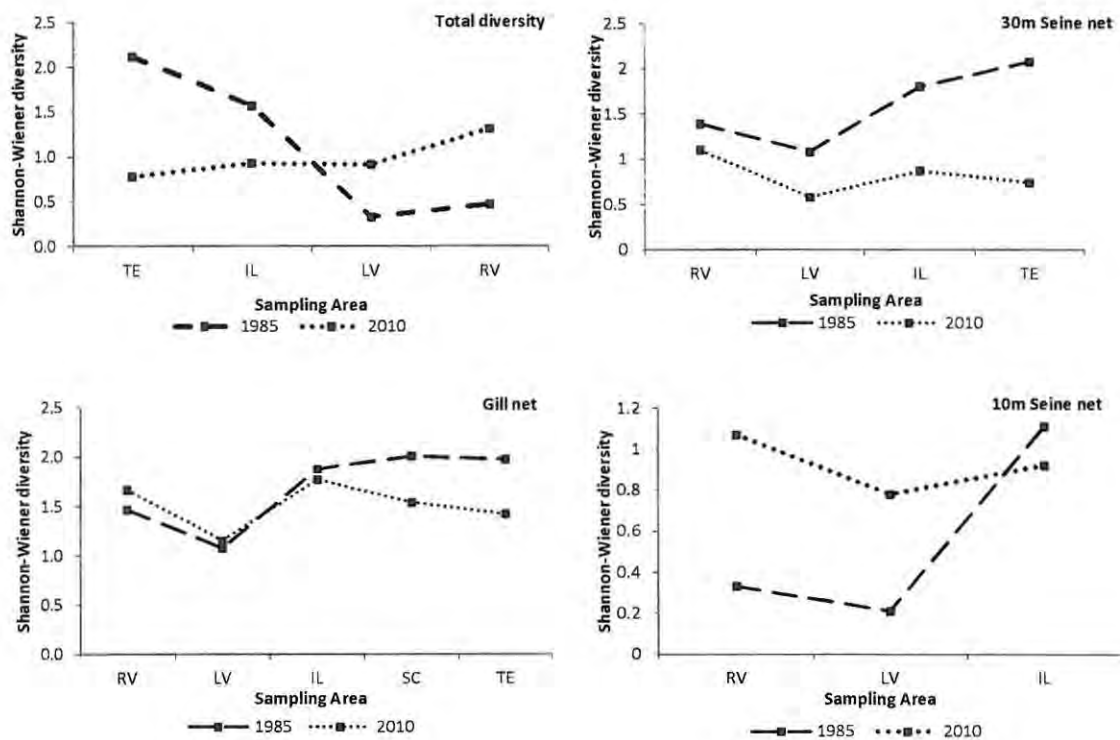 Total diversity
Shannon-Wiener diversity
2.5
2.0
1.5
1.0
0.5
0.0
TE IL LV RV
Sampling Area
1985 2010
30m Seine net
Shannon-Wiener diversity
2.5
2
1.5
1
0.5
0
RV LV IL TE
Sampling Area
1985 2010
Gill net
Shannon-Wiener diversity
2.5
2.0
1.5
1.0
0.5
0.0
RV LV IL SC TE
Sampling Area
1985 2010
10m Seine net
Shannon-Wiener diversity
1.2
1
0.8
0.6
0.4
0.2
0
RV LV IL
Sampling Area
1985 2010